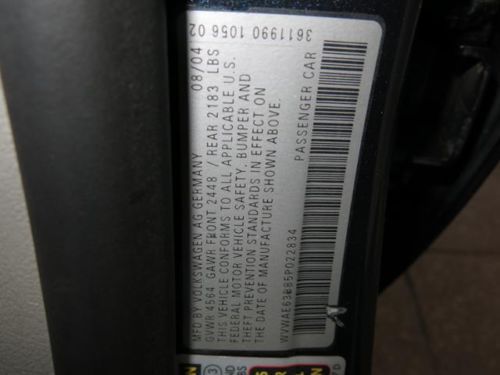 MFD BY VOLKSWAGEN AG GERMANY 08/04
GVWR 4564 GAWR FRONT 2448 / REAR 2183 LBS
THIS VEHICLE CONFORMS TO ALL APPLICABLE U.S.
FEDERAL MOTOR VEHICLE SAFETY, BUMPER AND
THEFT PREVENTION STANDARDS IN EFFECT ON
THE DATE OF MANUFACTURE SHOWN ABOVE.
WVWAE63B85P022834 PASSENGER CAR
3611990 1056 02